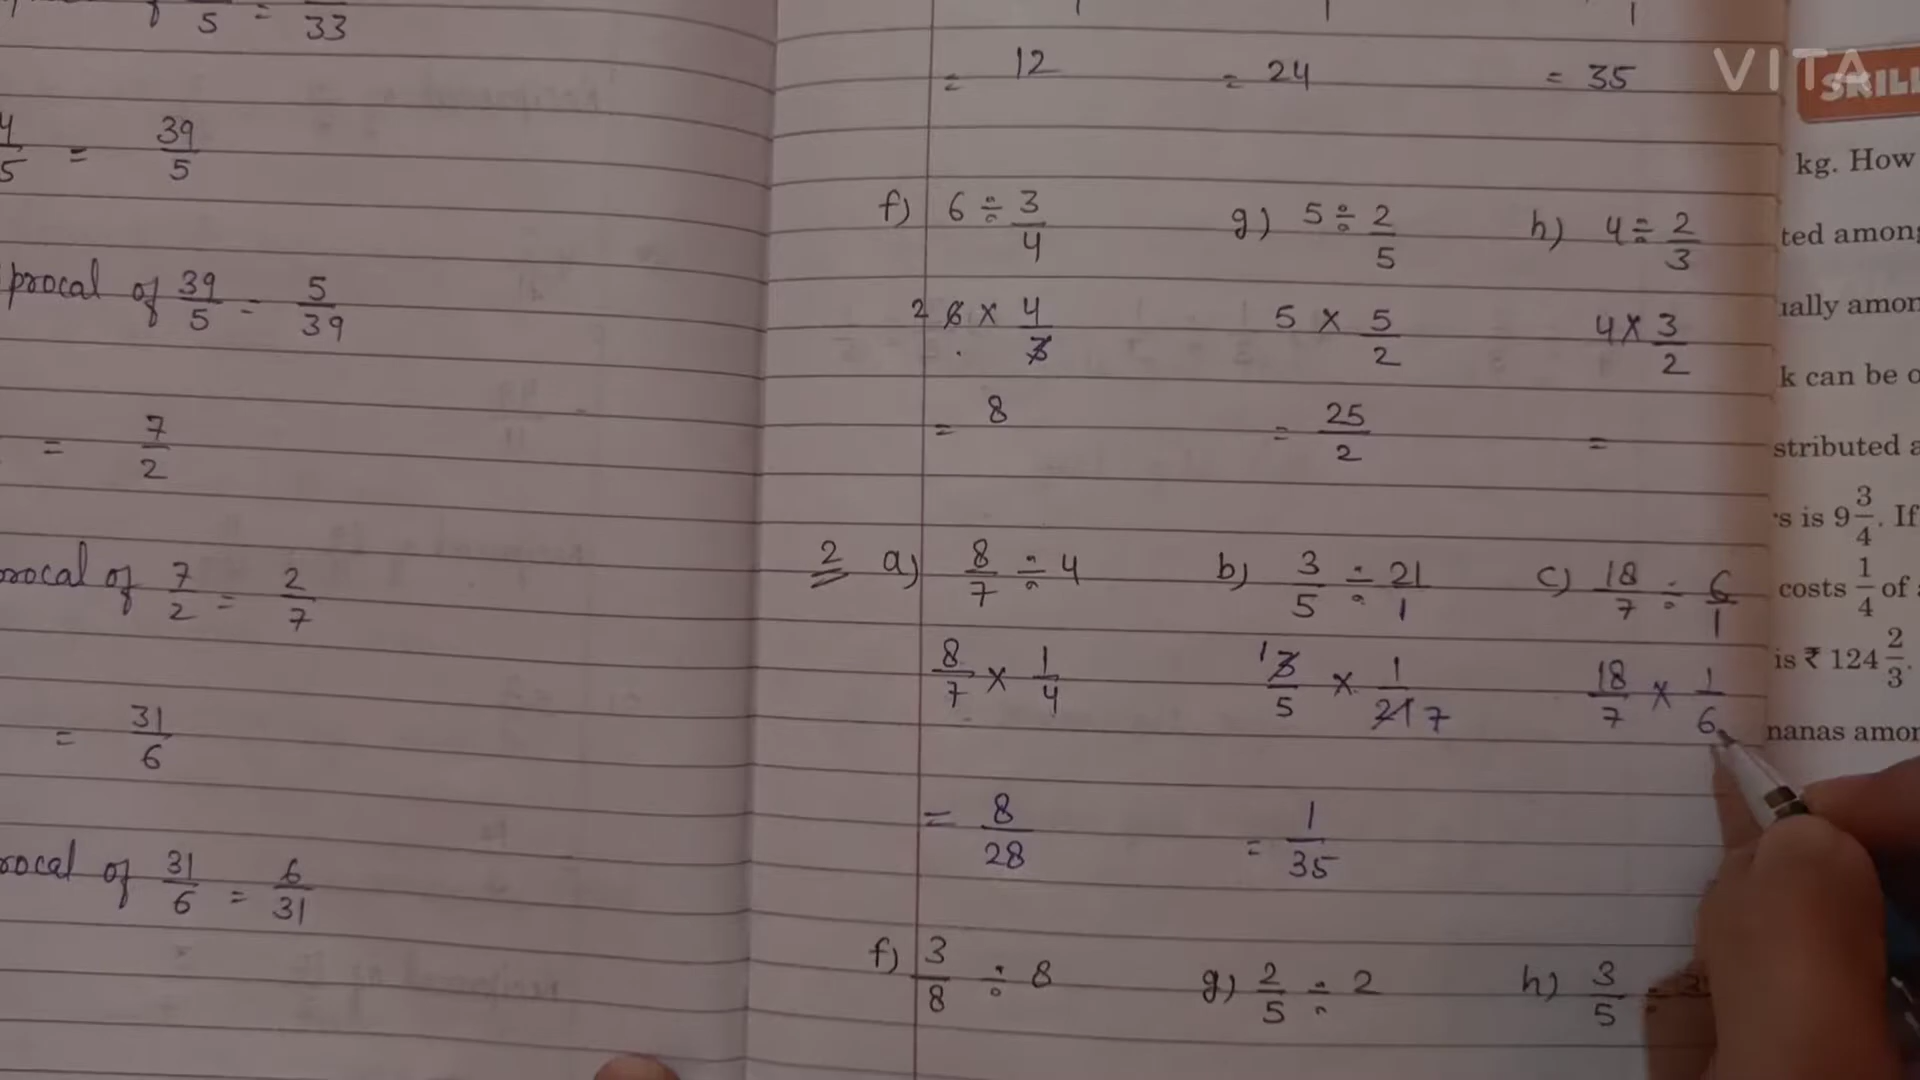 5 = 33
= 12 = 24 = 35
VITA
4/5 = 39/5
kg. How
f) 6 ÷ 3/4 g) 5 ÷ 2/5 h) 4 ÷ 2/3
ted among
procal of 39/5 = 5/39
2 6 × 4/3 5 × 5/2 4 × 3/2
ually amon
k can be
= 8 = 25/2 =
= 7/2
stributed a
s is 9 3/4. If
2 a) 8/7 ÷ 4 b) 3/5 ÷ 21/1 c) 18/7 ÷ 6/1
costs 1/4 of
rocal of 7/2 = 2/7
8/7 × 1/4 1 3/5 × 1/21 7 18/7 × 1/6
is ₹ 124 2/3.
nanas amon
= 31/6
= 8/28 = 1/35
rocal of 31/6 = 6/31
f) 3/8 ÷ 8 g) 2/5 ÷ 2 h) 3/5 ÷